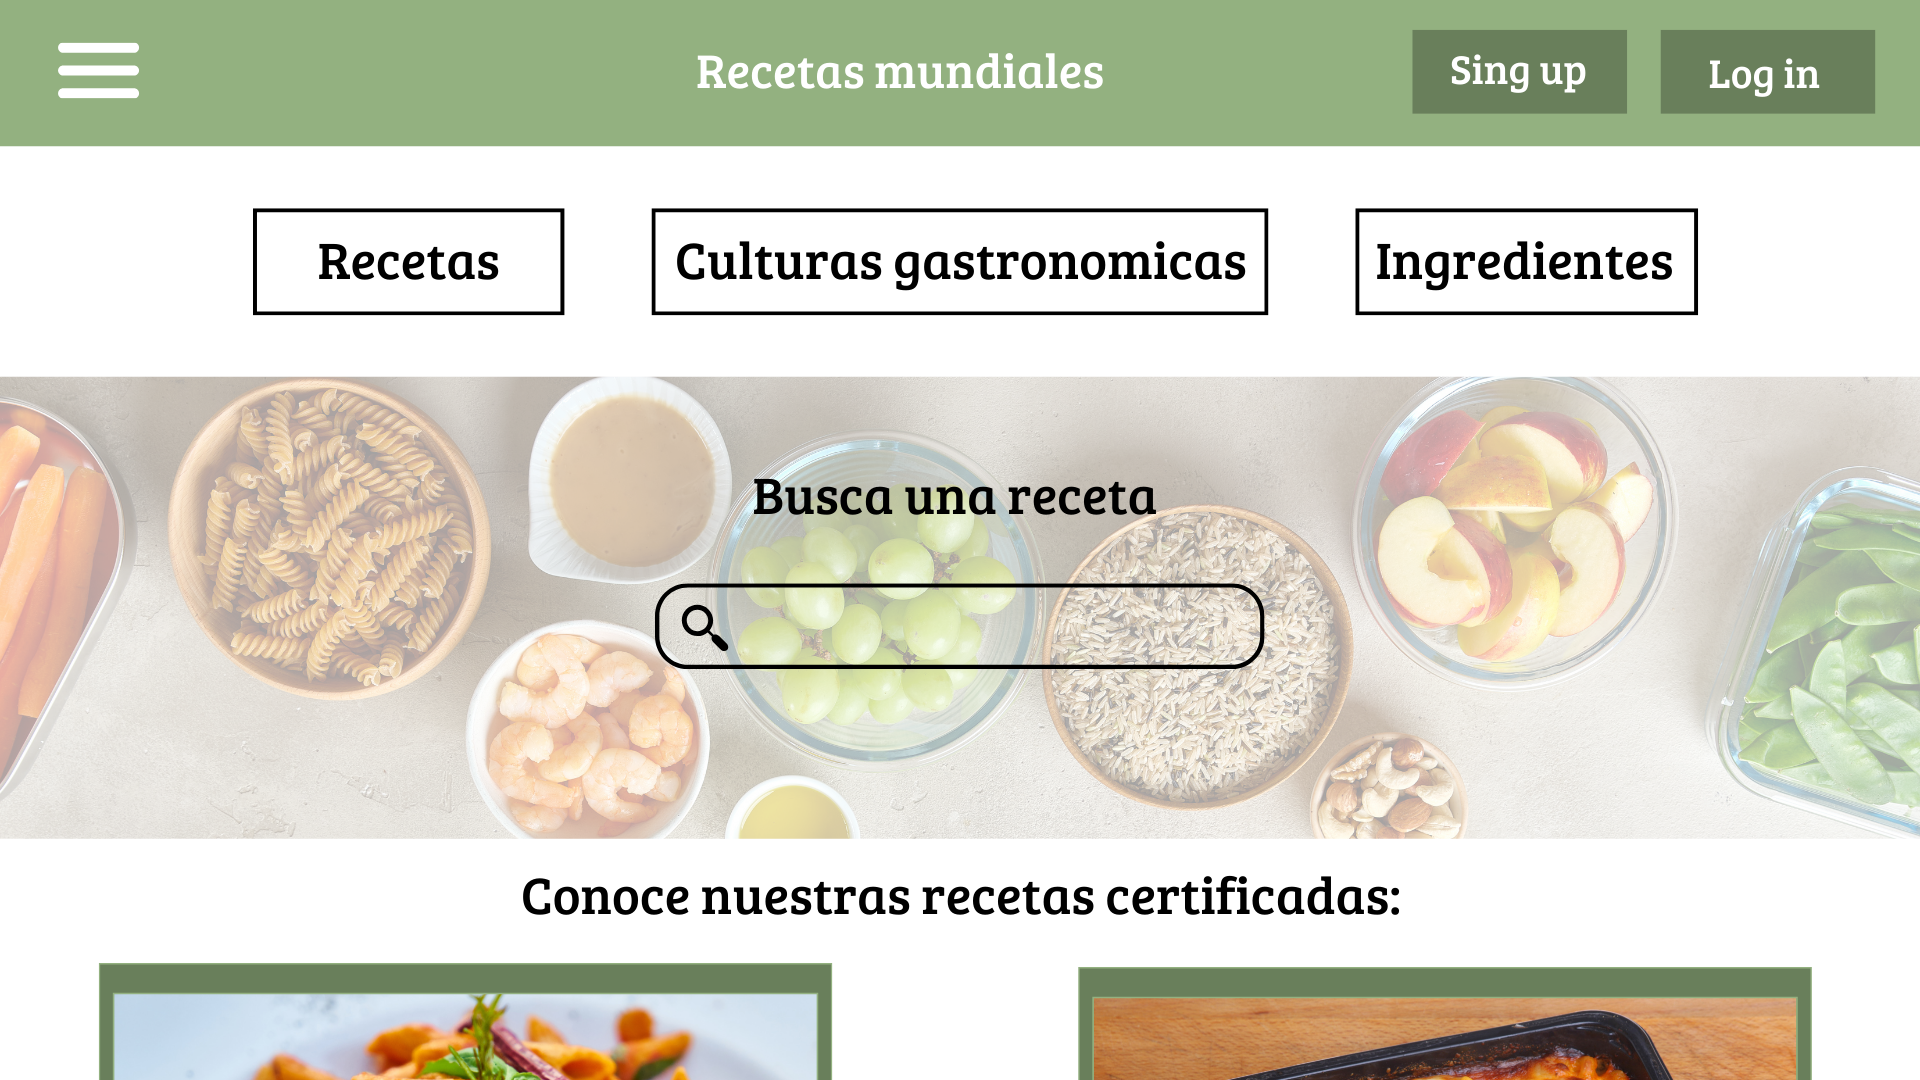 Recetas mundiales
Sing up
Log in
Recetas
Culturas gastronomicas
Ingredientes
Busca una receta
Conoce nuestras recetas certificadas: